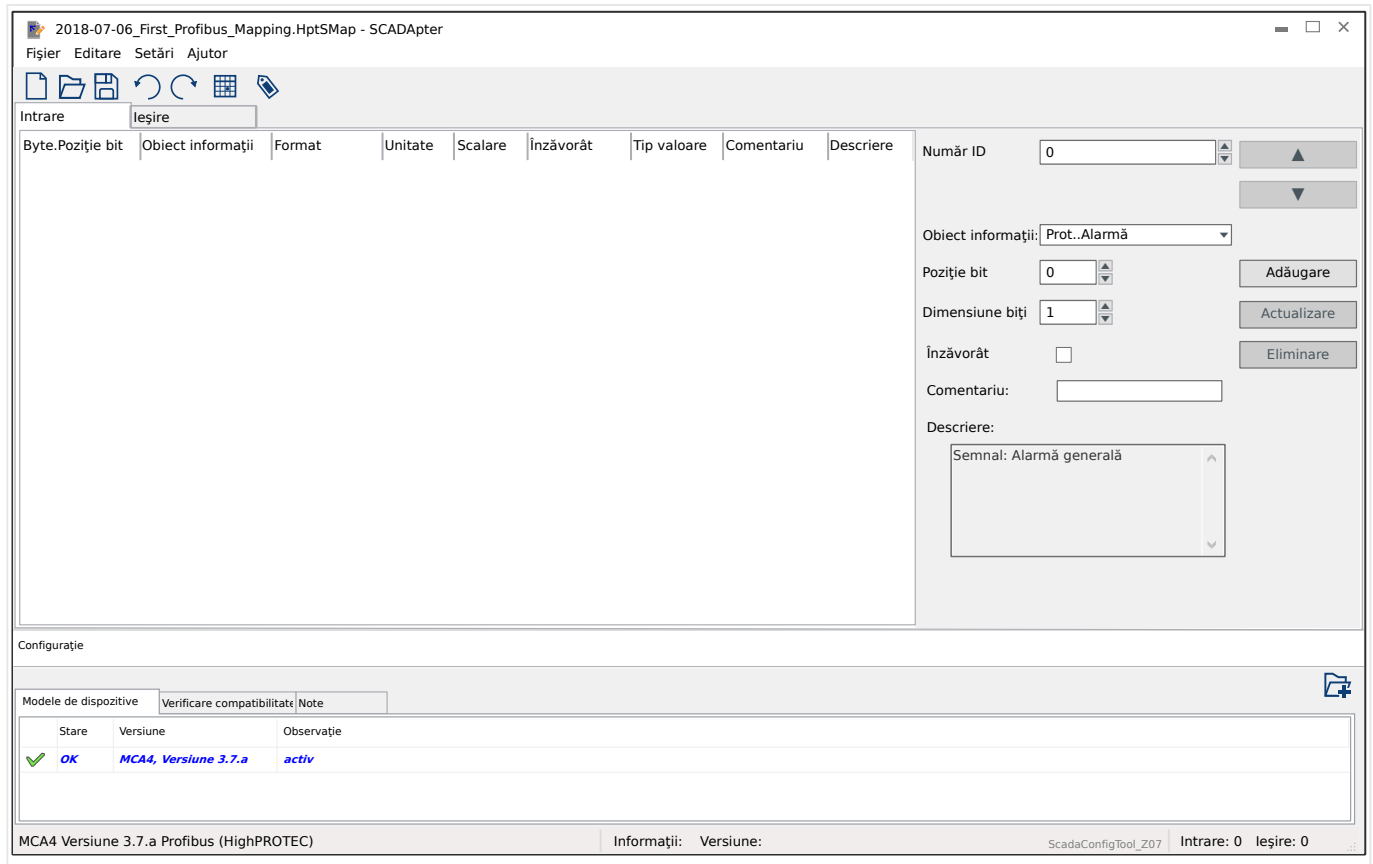 2018-07-06_First_Profibus_Mapping.HptSMap - SCADApter
Fişier Editare Setări Ajutor
Intrare Ieşire
Byte.Poziţie bit Obiect informaţii Format Unitate Scalare Înzăvorât Tip valoare Comentariu Descriere
Număr ID 0
Obiect informaţii: Prot..Alarmă
Poziţie bit 0 Adăugare
Dimensiune biţi 1 Actualizare
Înzăvorât Eliminare
Comentariu:
Descriere:
Semnal: Alarmă generală
Configuraţie
Modele de dispozitive Verificare compatibilitate Note
Stare Versiune Observaţie
OK MCA4, Versiune 3.7.a activ
MCA4 Versiune 3.7.a Profibus (HighPROTEC) Informaţii: Versiune: ScadaConfigTool_Z07 Intrare: 0 Ieşire: 0